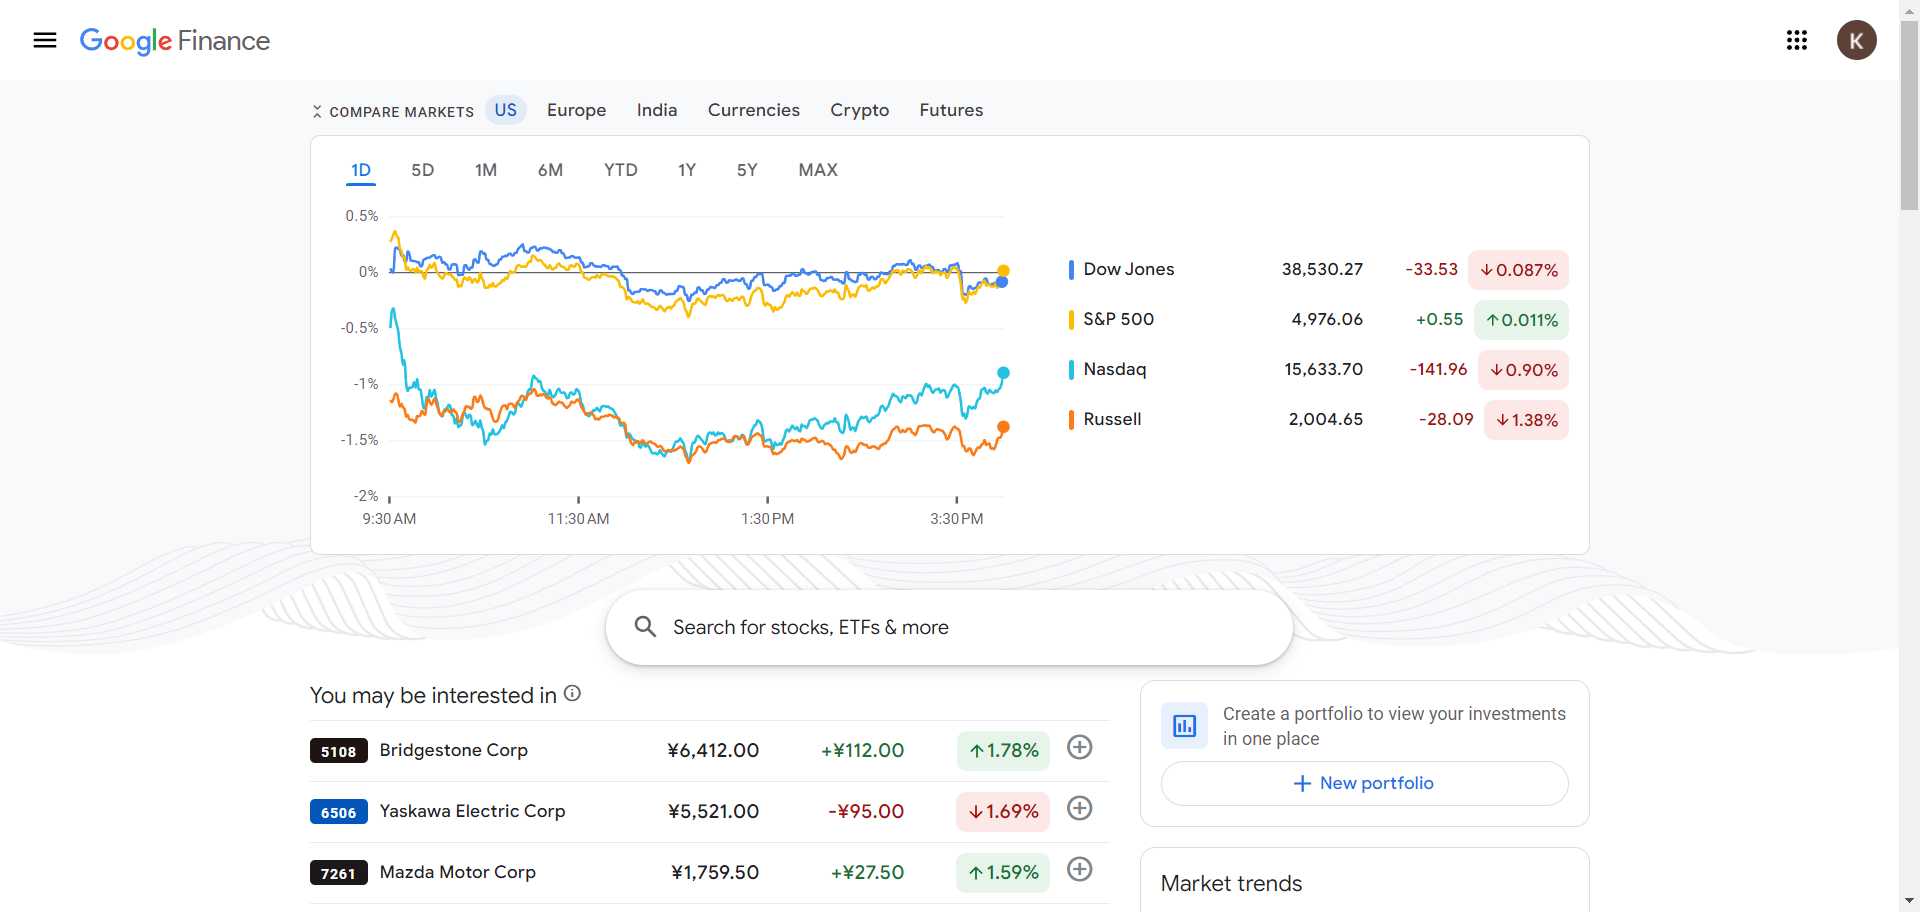 Google Finance
K
COMPARE MARKETS US Europe India Currencies Crypto Futures
1D 5D 1M 6M YTD 1Y 5Y MAX
0.5%
0%
-0.5%
-1%
-1.5%
-2%
9:30 AM 11:30 AM 1:30 PM 3:30 PM
Dow Jones 38,530.27 -33.53 ↓0.087%
S&P 500 4,976.06 +0.55 ↑0.011%
Nasdaq 15,633.70 -141.96 ↓0.90%
Russell 2,004.65 -28.09 ↓1.38%
Search for stocks, ETFs & more
You may be interested in
5108 Bridgestone Corp ¥6,412.00 +¥112.00 ↑1.78%
6506 Yaskawa Electric Corp ¥5,521.00 -¥95.00 ↓1.69%
7261 Mazda Motor Corp ¥1,759.50 +¥27.50 ↑1.59%
Create a portfolio to view your investments
in one place
+ New portfolio
Market trends